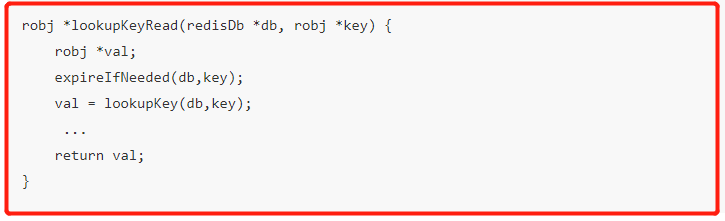 robj *lookupKeyRead(redisDb *db, robj *key) {
    robj *val;
    expireIfNeeded(db,key);
    val = lookupKey(db,key);
     ...
    return val;
}